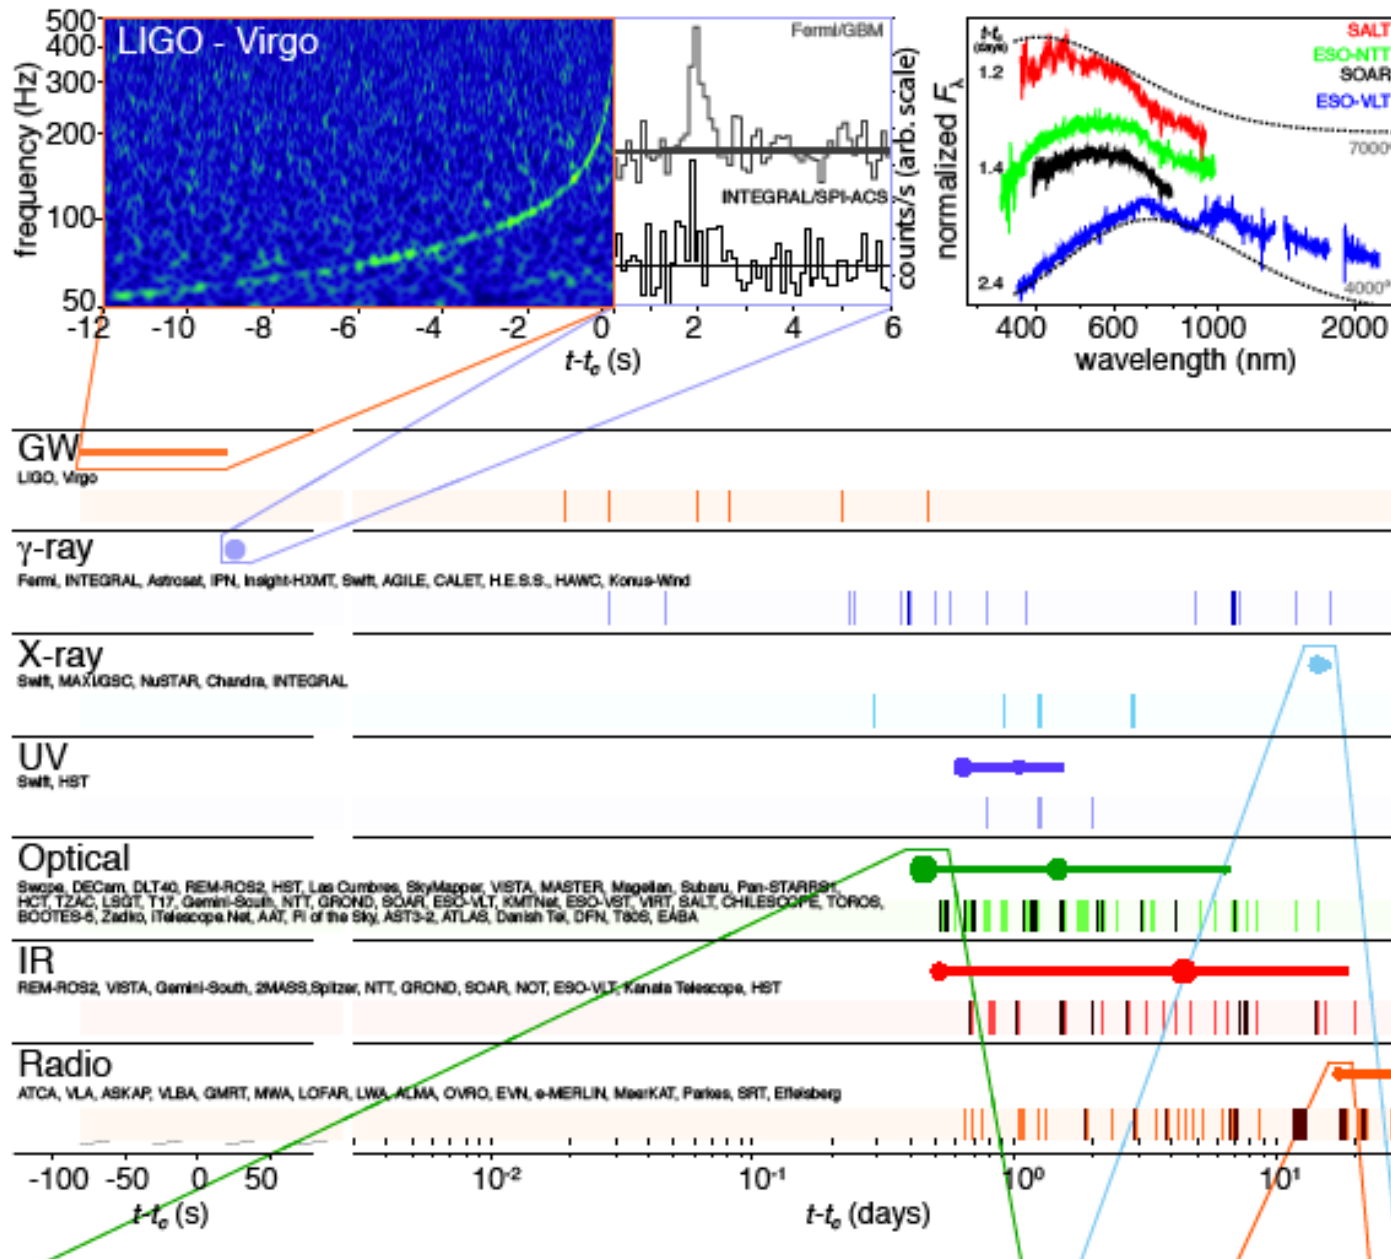 LIGO - Virgo
frequency (Hz)
500
400
300
200
100
50
-12 -10 -8 -6 -4 -2 0 2 4 6
t-tc (s)
Fermi/GBM
INTEGRAL/SPI-ACS
counts/s (arb. scale)
t-tc (days)
1.2
1.4
2.4
SALT
ESO-NTT
SOAR
ESO-VLT
7000°
4000°
normalized Fλ
400 600 1000 2000
wavelength (nm)
GW
LIGO, Virgo
γ-ray
Fermi, INTEGRAL, Astrosat, IPN, Insight-HXMT, Swift, AGILE, CALET, H.E.S.S., HAWC, Konus-Wind
X-ray
Swift, MAXI/GSC, NuSTAR, Chandra, INTEGRAL
UV
Swift, HST
Optical
Swope, DECam, DLT40, REM-ROS2, HST, Las Cumbres, SkyMapper, VISTA, MASTER, Magellan, Subaru, Pan-STARRS1,
HCT, TZAC, LSGT, T17, Gemini-South, NTT, GROND, SOAR, ESO-VLT, KMTNet, ESO-VST, VIRT, SALT, CHILESCOPE, TOROS,
BOOTES-5, Zadko, iTelescope.Net, AAT, Pi of the Sky, AST3-2, ATLAS, Danish Tel, DFN, T80S, EABA
IR
REM-ROS2, VISTA, Gemini-South, 2MASS,Spitzer, NTT, GROND, SOAR, NOT, ESO-VLT, Kanata Telescope, HST
Radio
ATCA, VLA, ASKAP, VLBA, GMRT, MWA, LOFAR, LWA, ALMA, OVRO, EVN, e-MERLIN, MeerKAT, Parkes, SRT, Effelsberg
-100 -50 0 50 10⁻² 10⁻¹ 10⁰ 10¹
t-tc (s) t-tc (days)